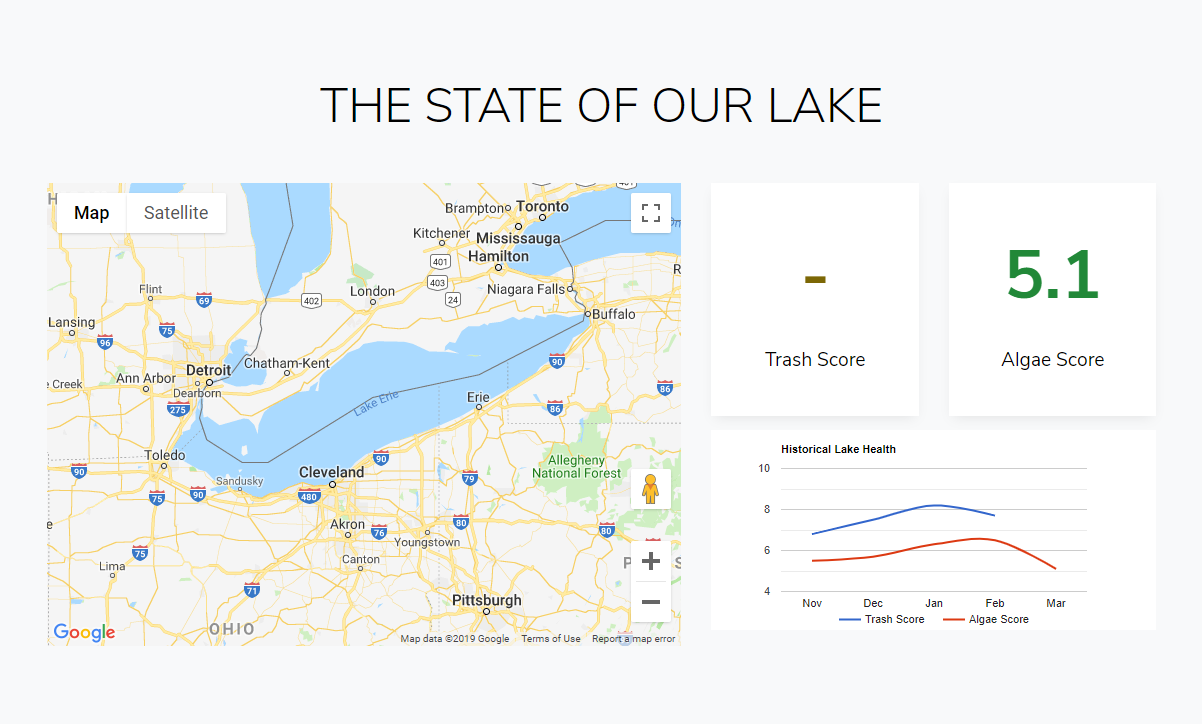 THE STATE OF OUR LAKE
Map
Satellite
401
Brampton
Toronto
Kitchener
Mississauga
401
Hamilton
403
24
Niagara Falls
London
402
Flint
69
Lansing
75
Buffalo
96
Chatham-Kent
90
Detroit
Ann Arbor
Creek
Dearborn
86
Erie
Lake Erie
275
86
Toledo
90
Allegheny
National Forest
90
Cleveland
79
Sandusky
90
75
480
Akron
76
80
80
Youngstown
75
Canton
Lima
71
Pittsburgh
OHIO
Google
Map data ©2019 Google
Terms of Use
Report a map error
-
Trash Score
5.1
Algae Score
Historical Lake Health
10
8
6
4
Nov Dec Jan Feb Mar
Trash Score Algae Score